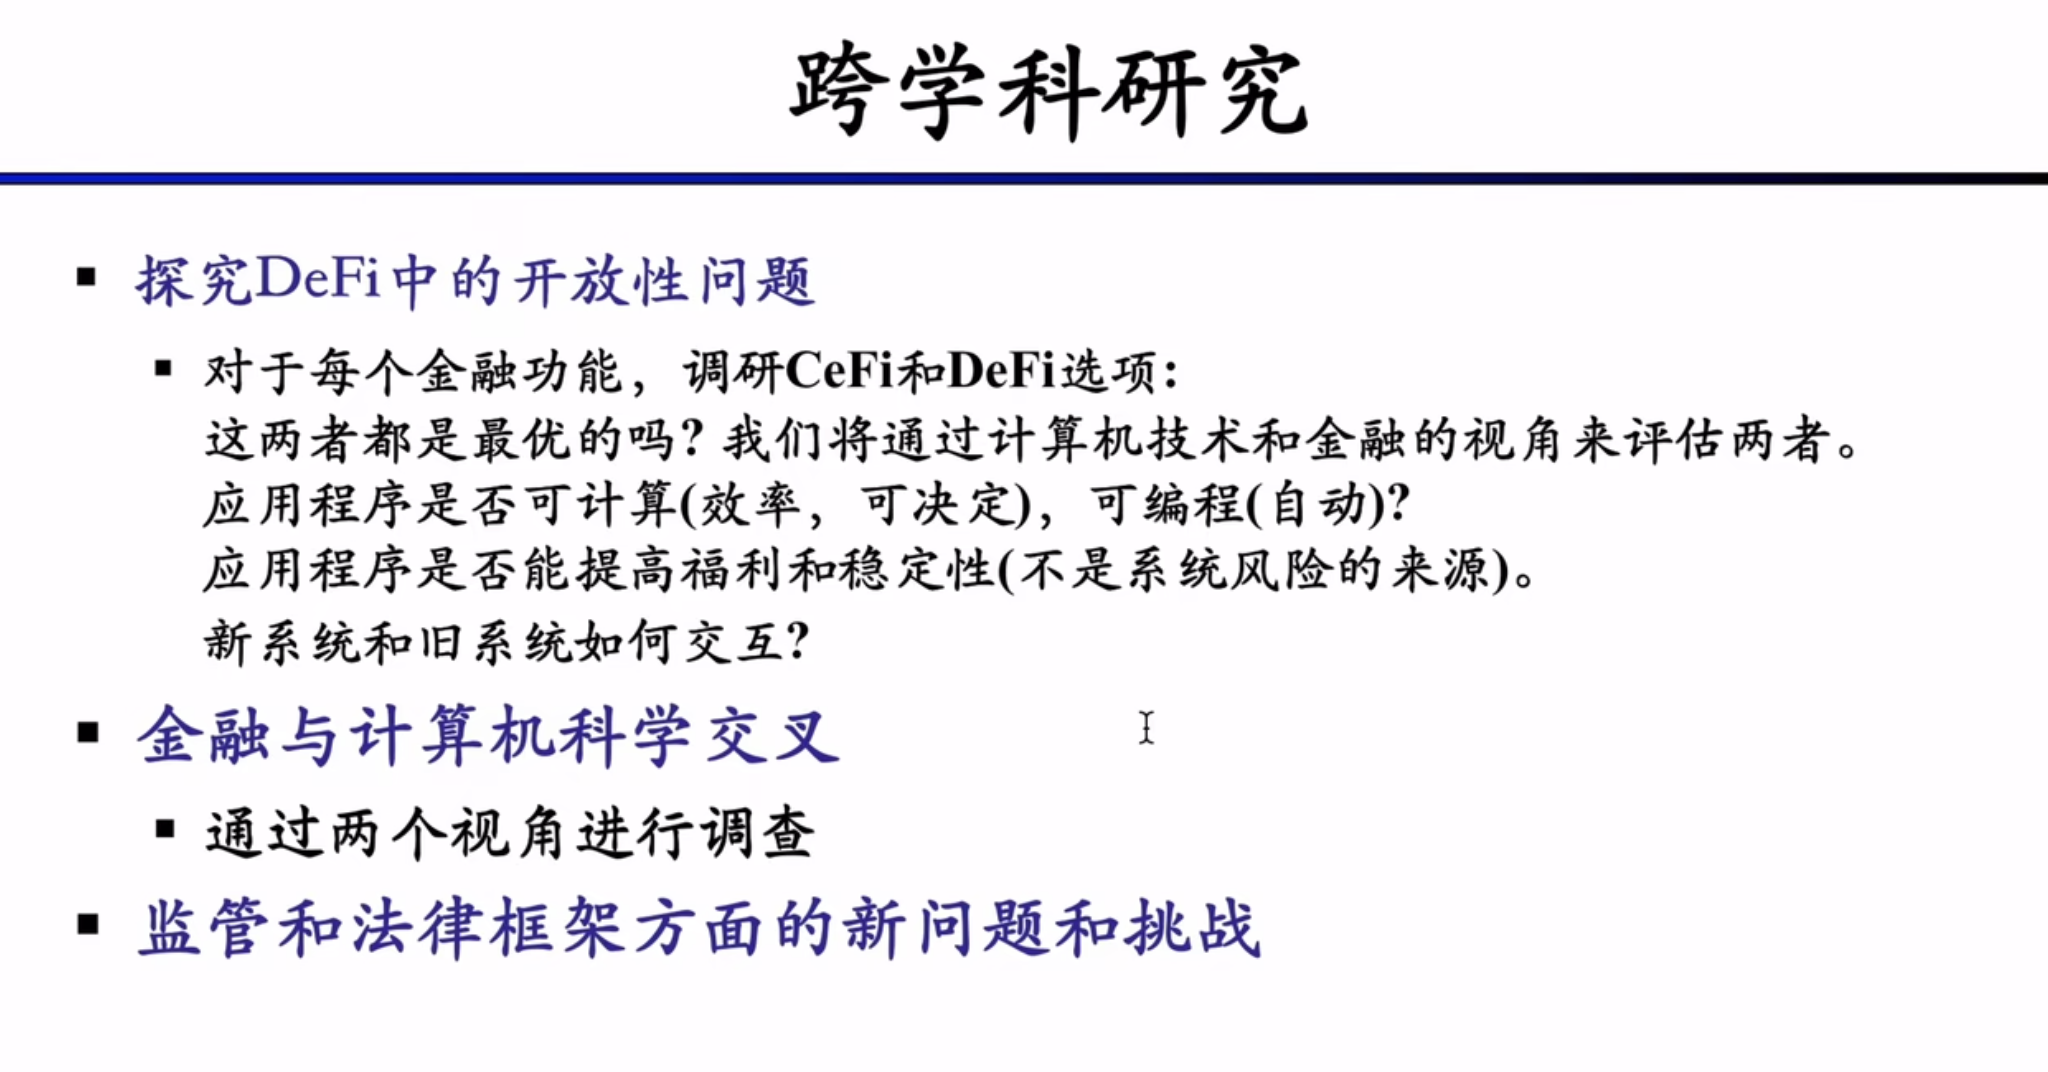 跨学科研究
探究DeFi中的开放性问题
对于每个金融功能，调研CeFi和DeFi选项：
这两者都是最优的吗？我们将通过计算机技术和金融的视角来评估两者。
应用程序是否可计算(效率，可决定)，可编程(自动)?
应用程序是否能提高福利和稳定性(不是系统风险的来源)。
新系统和旧系统如何交互?
金融与计算机科学交叉
通过两个视角进行调查
监管和法律框架方面的新问题和挑战